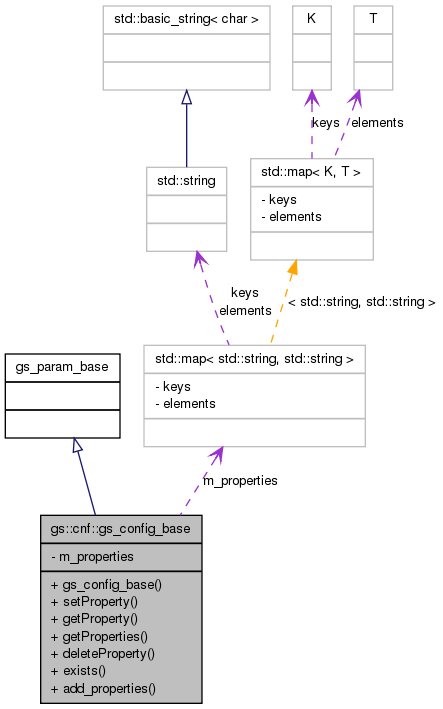 std::basic_string< char >
K
T
keys
elements
std::string
std::map< K, T >
- keys
- elements
keys
elements
< std::string, std::string >
gs_param_base
std::map< std::string, std::string >
- keys
- elements
m_properties
gs::cnf::gs_config_base
- m_properties
+ gs_config_base()
+ setProperty()
+ getProperty()
+ getProperties()
+ deleteProperty()
+ exists()
+ add_properties()